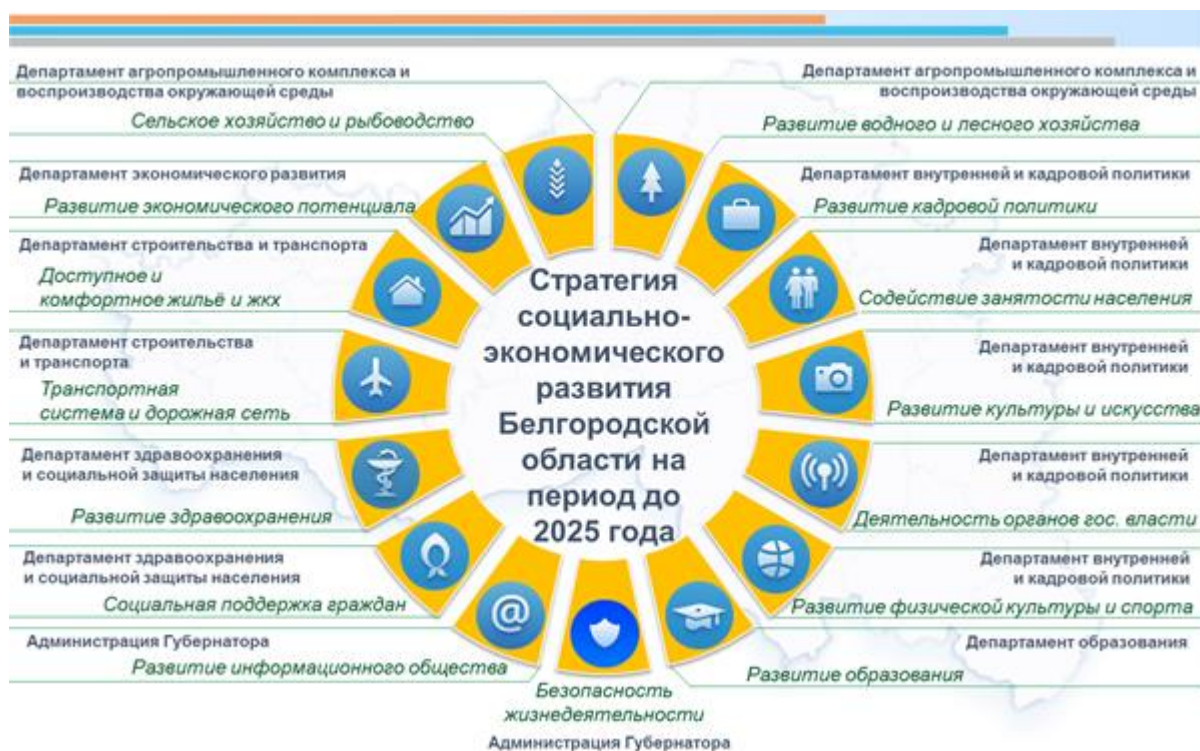 Департамент агропромышленного комплекса и
воспроизводства окружающей среды
Сельское хозяйство и рыбоводство
Департамент экономического развития
Развитие экономического потенциала
Департамент строительства и транспорта
Доступное и
комфортное жильё и жкх
Департамент строительства
и транспорта
Транспортная
система и дорожная сеть
Департамент здравоохранения
и социальной защиты населения
Развитие здравоохранения
Департамент здравоохранения
и социальной защиты населения
Социальная поддержка граждан
Администрация Губернатора
Развитие информационного общества
Стратегия
социально-
экономического
развития
Белгородской
области на
период до
2025 года
@
Безопасность
жизнедеятельности
Администрация Губернатора
Департамент агропромышленного комплекса и
воспроизводства окружающей среды
Развитие водного и лесного хозяйства
Департамент внутренней и кадровой политики
Развитие кадровой политики
Департамент внутренней
и кадровой политики
Содействие занятости населения
Департамент внутренней
и кадровой политики
Развитие культуры и искусства
Департамент внутренней
и кадровой политики
Деятельность органов гос. власти
Департамент внутренней
и кадровой политики
Развитие физической культуры и спорта
Департамент образования
Развитие образования